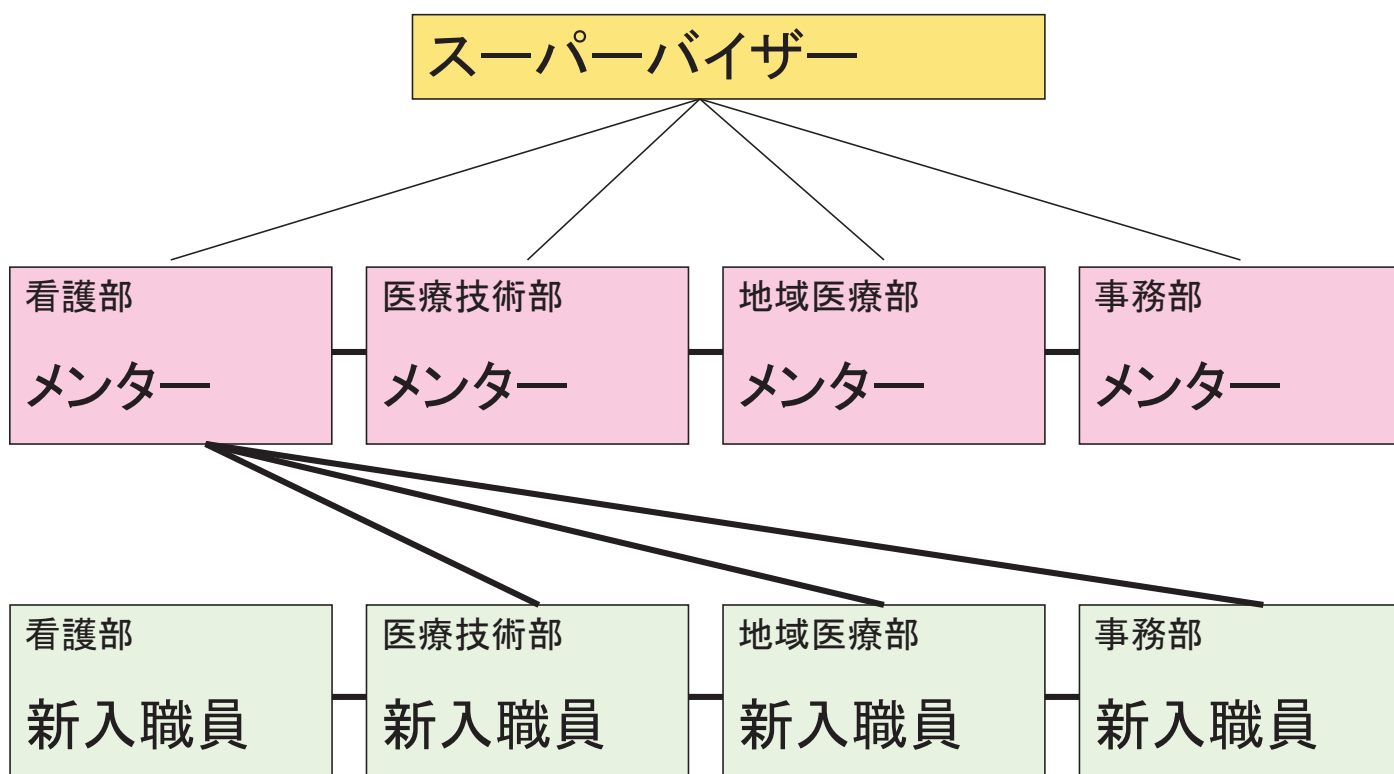 スーパーバイザー
看護部
メンター
医療技術部
メンター
地域医療部
メンター
事務部
メンター
看護部
新入職員
医療技術部
新入職員
地域医療部
新入職員
事務部
新入職員